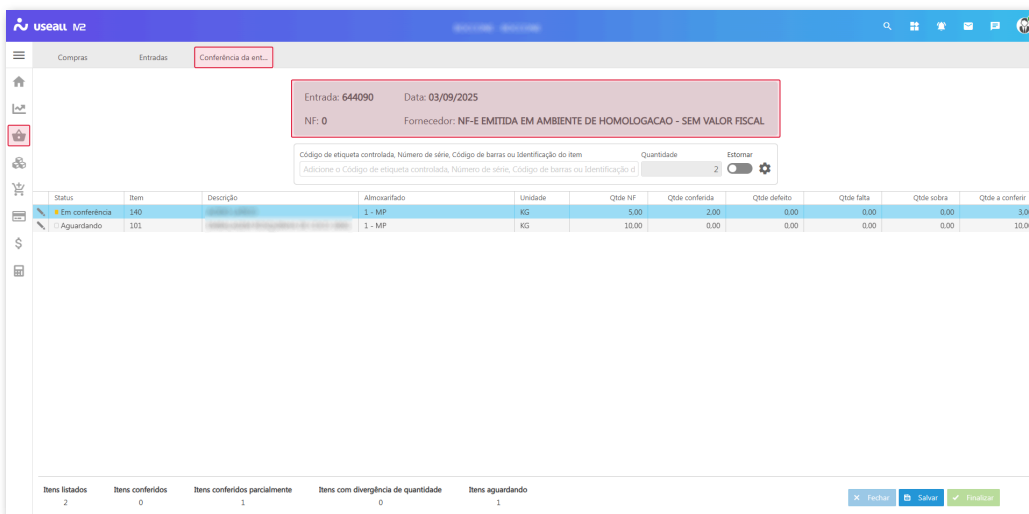 useall M2
Compras Entradas Conferência da ent...
Entrada: 644090 Data: 03/09/2025
NF: 0 Fornecedor: NF-E EMITIDA EM AMBIENTE DE HOMOLOGACAO - SEM VALOR FISCAL
Código de etiqueta controlada, Número de série, Código de barras ou Identificação do item Quantidade Estornar
Adicione o Código de etiqueta controlada, Número de série, Código de barras ou Identificação d 2
Status Item Descrição Almoxarifado Unidade Qtde NF Qtde conferida Qtde defeito Qtde falta Qtde sobra Qtde a conferir
Em conferência 140 1 - MP KG 5,00 2,00 0,00 0,00 0,00 3,0
Aguardando 101 1 - MP KG 10,00 0,00 0,00 0,00 0,00 10,0
Itens listados Itens conferidos Itens conferidos parcialmente Itens com divergência de quantidade Itens aguardando
2 0 1 0 1
Fechar Salvar Finalizar